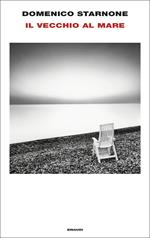 DOMENICO STARNONE
IL VECCHIO AL MARE
EINAUDI